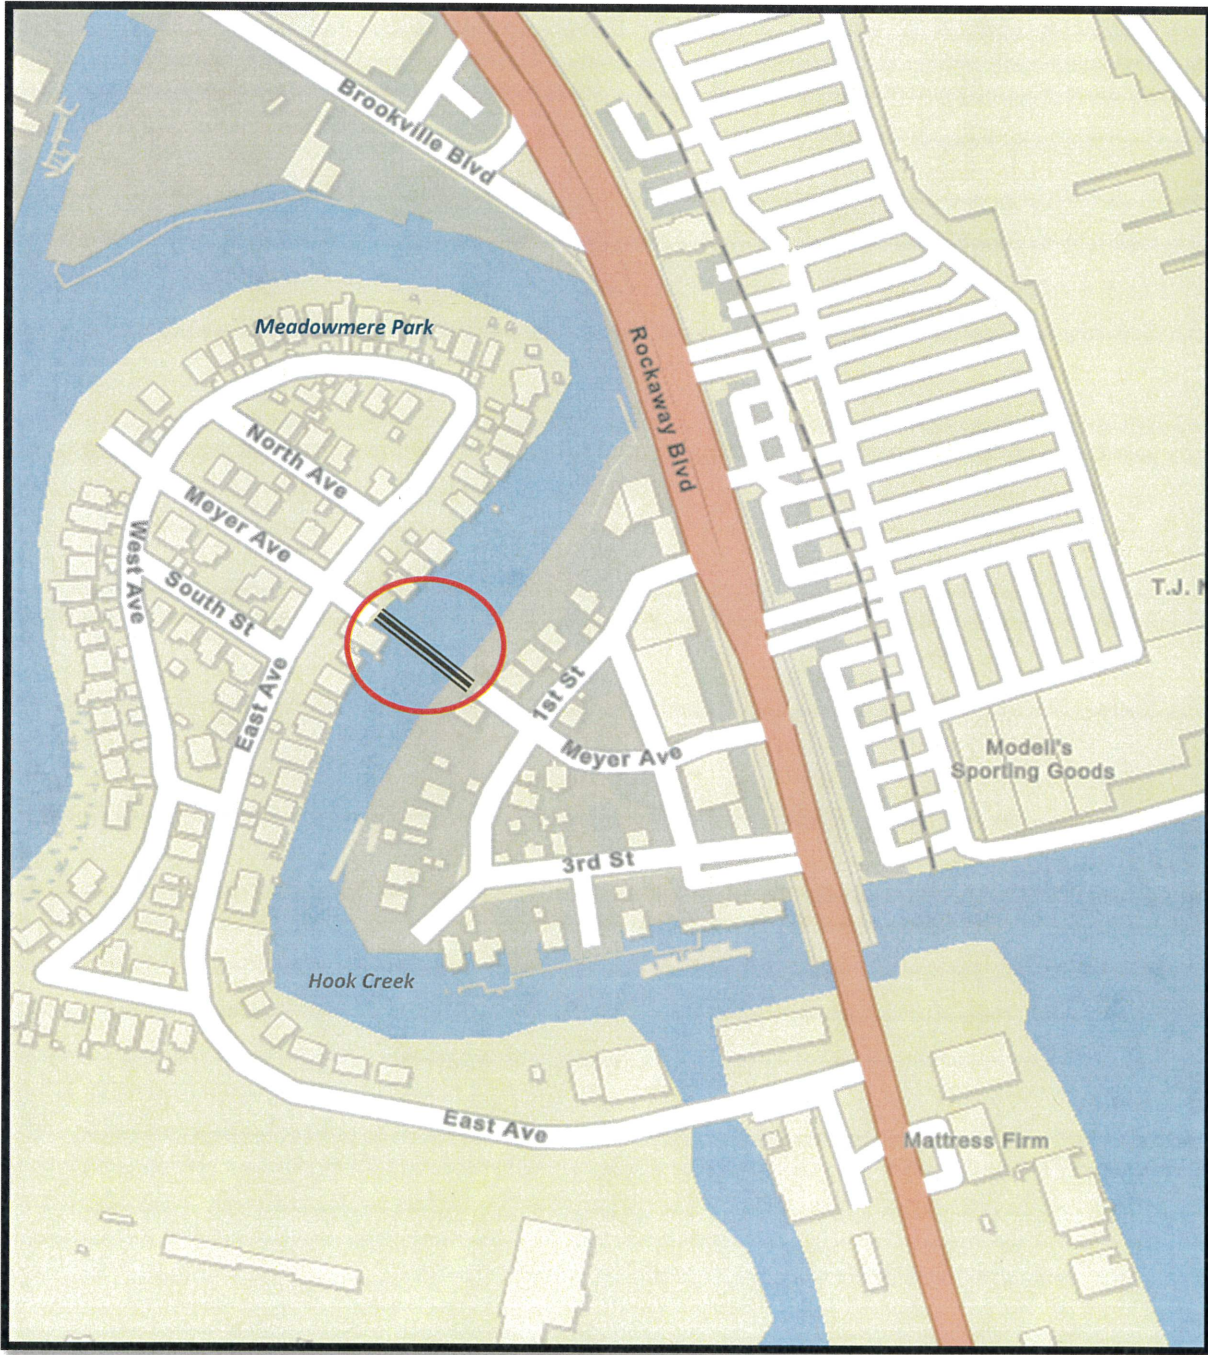 Brookville Blvd
Meadowmere Park
Rockaway Blvd
North Ave
Meyer Ave
West Ave
South St
T.J.
1st St
East Ave
Meyer Ave
Modell's
Sporting Goods
3rd St
Hook Creek
East Ave
Mattress Firm